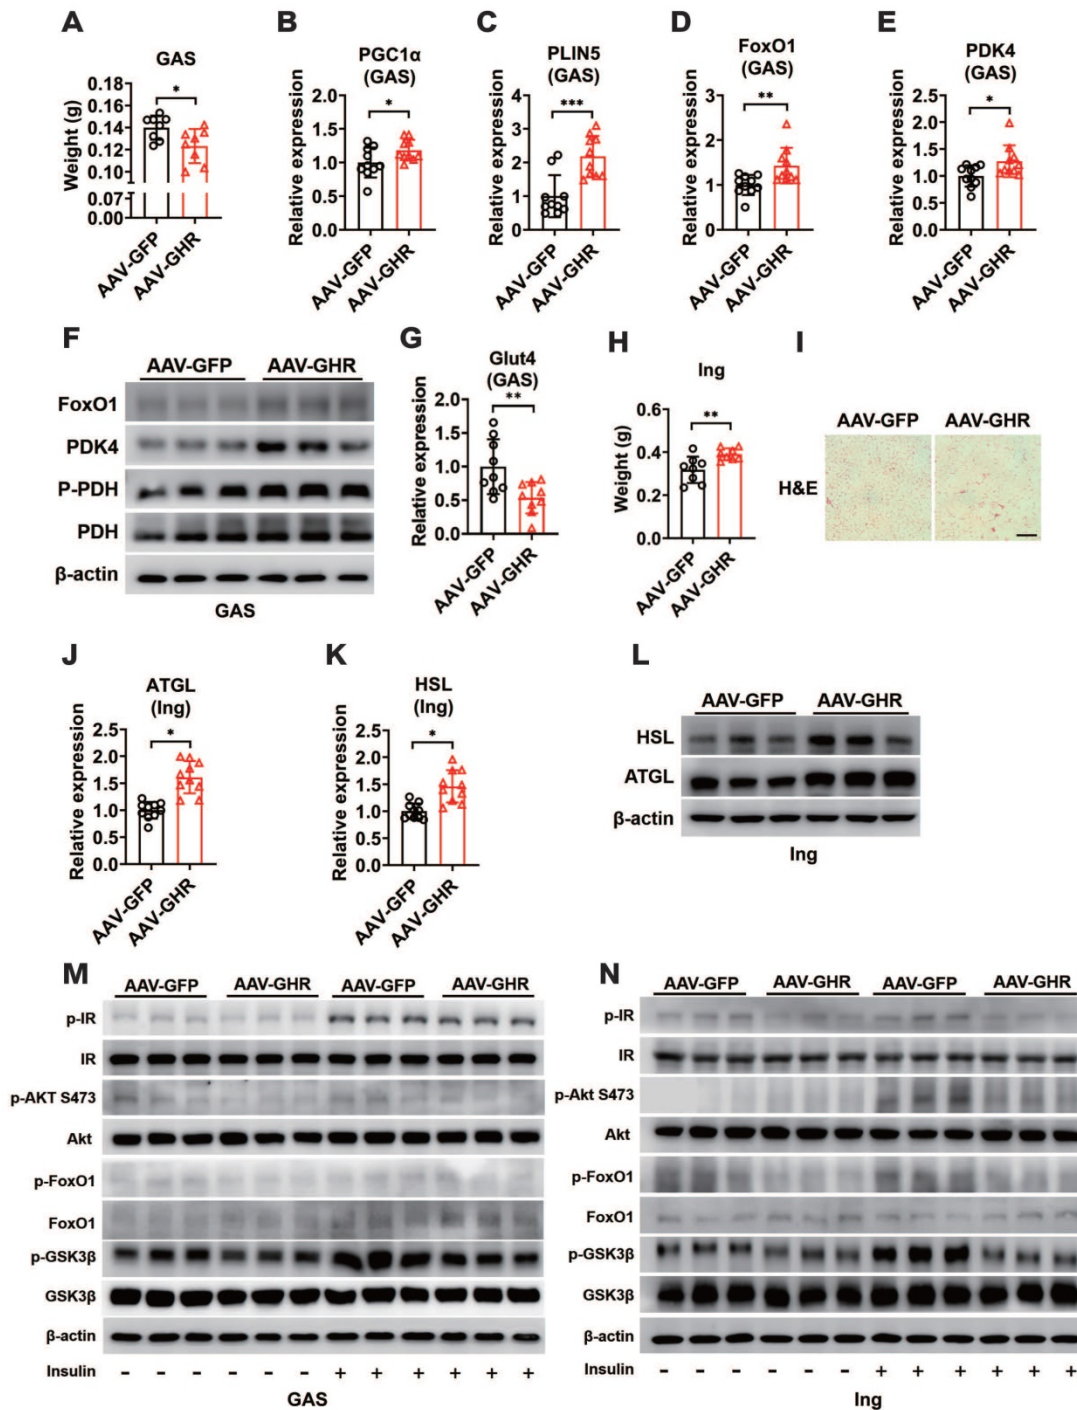 A
GAS
Weight (g)
0.18
0.16
0.14
0.12
0.10
0.07
0.00
*
AAV-GFP
AAV-GHR
B
PGC1α
(GAS)
Relative expression
2.0
1.5
1.0
0.5
0.0
*
AAV-GFP
AAV-GHR
C
PLIN5
(GAS)
Relative expression
4
3
2
1
0
***
AAV-GFP
AAV-GHR
D
FoxO1
(GAS)
Relative expression
3
2
1
0
**
AAV-GFP
AAV-GHR
E
PDK4
(GAS)
Relative expression
2.5
2.0
1.5
1.0
0.5
0.0
*
AAV-GFP
AAV-GHR
F
AAV-GFP AAV-GHR
FoxO1
PDK4
P-PDH
PDH
β-actin
GAS
G
Glut4
(GAS)
Relative expression
2.0
1.5
1.0
0.5
0.0
**
AAV-GFP
AAV-GHR
H
Ing
Weight (g)
0.6
0.4
0.2
0.0
**
AAV-GFP
AAV-GHR
I
AAV-GFP AAV-GHR
H&E
J
ATGL
(Ing)
Relative expression
2.5
2.0
1.5
1.0
0.5
0.0
*
AAV-GFP
AAV-GHR
K
HSL
(Ing)
Relative expression
2.5
2.0
1.5
1.0
0.5
0.0
*
AAV-GFP
AAV-GHR
L
AAV-GFP AAV-GHR
HSL
ATGL
β-actin
Ing
M
AAV-GFP AAV-GHR AAV-GFP AAV-GHR
p-IR
IR
p-AKT S473
Akt
p-FoxO1
FoxO1
p-GSK3β
GSK3β
β-actin
Insulin - - - - - - + + + + + +
GAS
N
AAV-GFP AAV-GHR AAV-GFP AAV-GHR
p-IR
IR
p-Akt S473
Akt
p-FoxO1
FoxO1
p-GSK3β
GSK3β
β-actin
Insulin - - - - - - + + + + + +
Ing